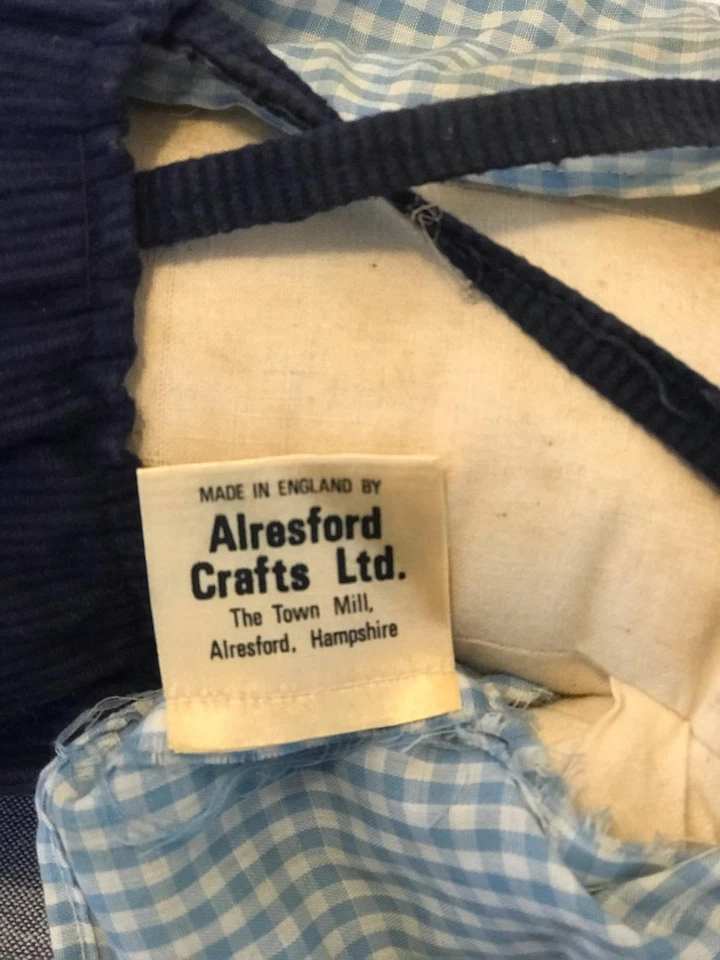 MADE IN ENGLAND BY
Alresford
Crafts Ltd.
The Town Mill,
Alresford, Hampshire